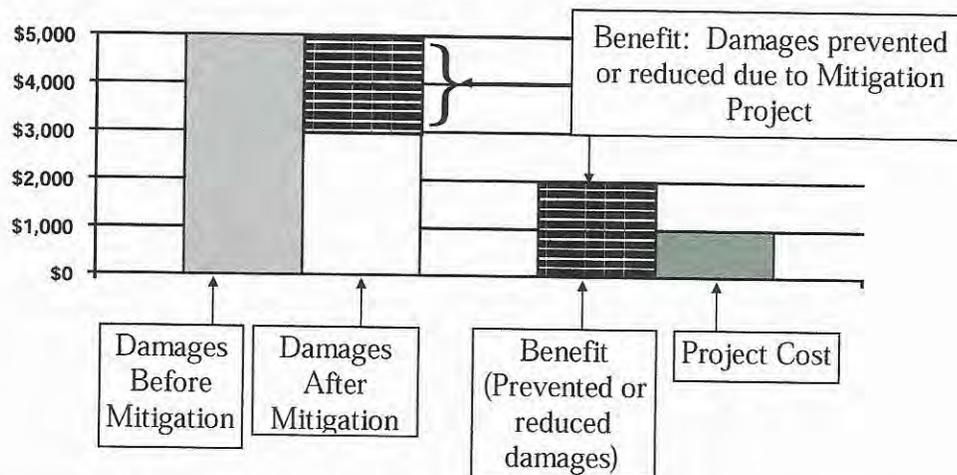 $5,000
$4,000
$3,000
$2,000
$1,000
$0
Benefit: Damages prevented
or reduced due to Mitigation
Project
Damages
Before
Mitigation
Damages
After
Mitigation
Benefit
(Prevented or
reduced
damages)
Project Cost